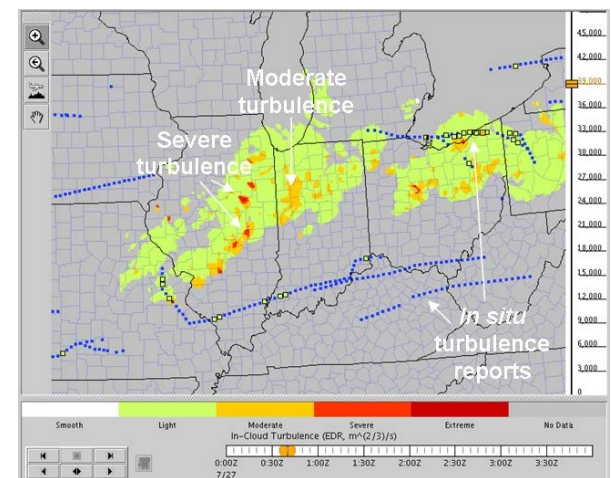 45,000
42,000
39,000
36,000
33,000
30,000
27,000
24,000
21,000
18,000
15,000
12,000
9,000
6,000
3,000
0,000
Moderate
turbulence
Severe
turbulence
In situ
turbulence
reports
Smooth
Light
Moderate
Severe
Extreme
No Data
In-Cloud Turbulence (EDR, m^(2/3)/s)
0:00Z
0:30Z
1:00Z
1:30Z
2:00Z
2:30Z
3:00Z
3:30Z
7/27